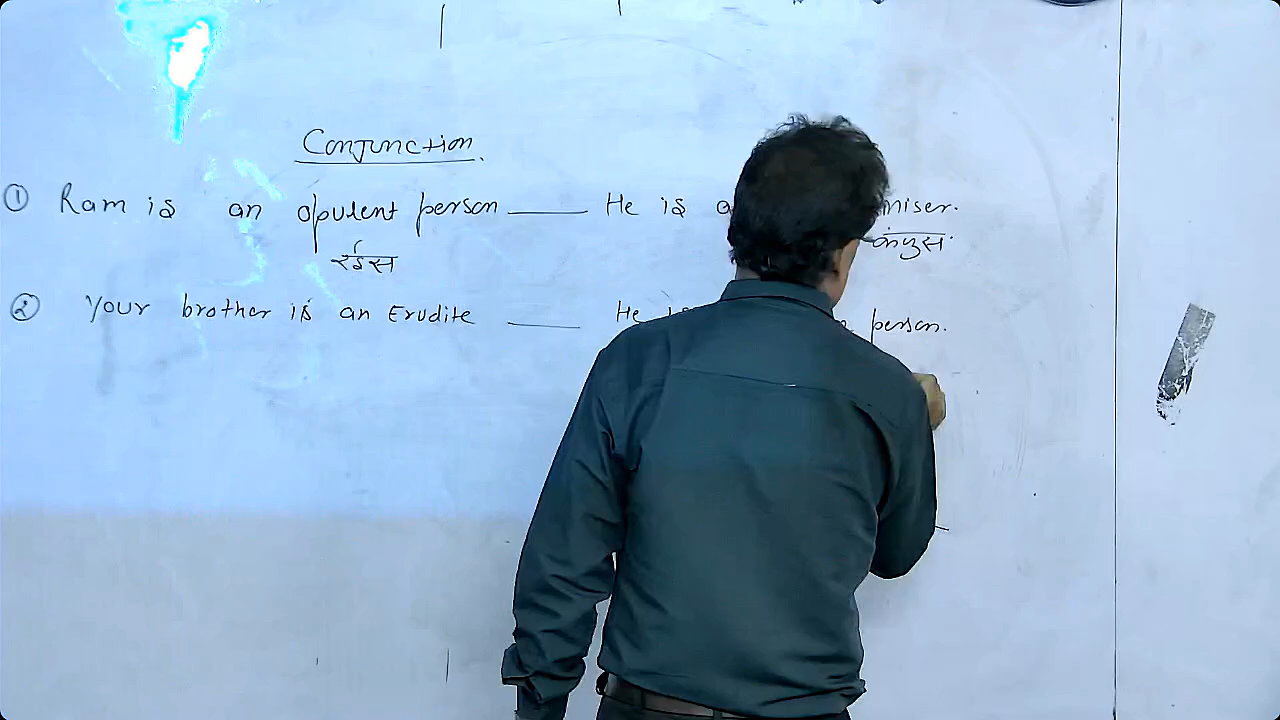 Conjunction.
① Ram is an opulent person ____ He is a miser.
रईस कंजूस.
② Your brother is an Erudite ____ He is person.